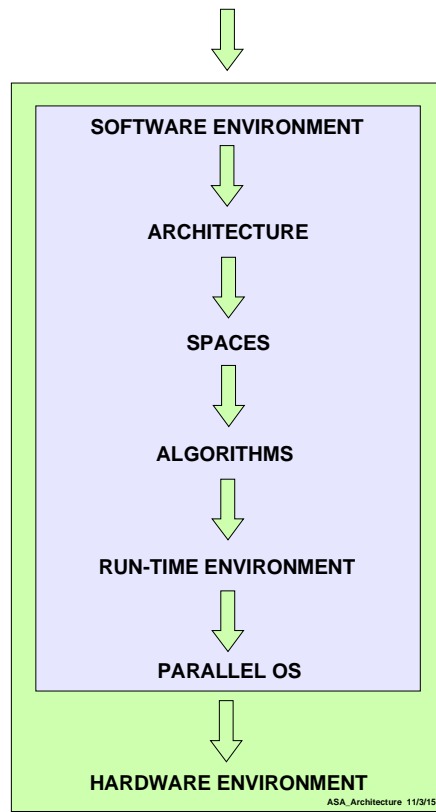 SOFTWARE ENVIRONMENT
ARCHITECTURE
SPACES
ALGORITHMS
RUN-TIME ENVIRONMENT
PARALLEL OS
HARDWARE ENVIRONMENT
ASA_Architecture 11/3/15